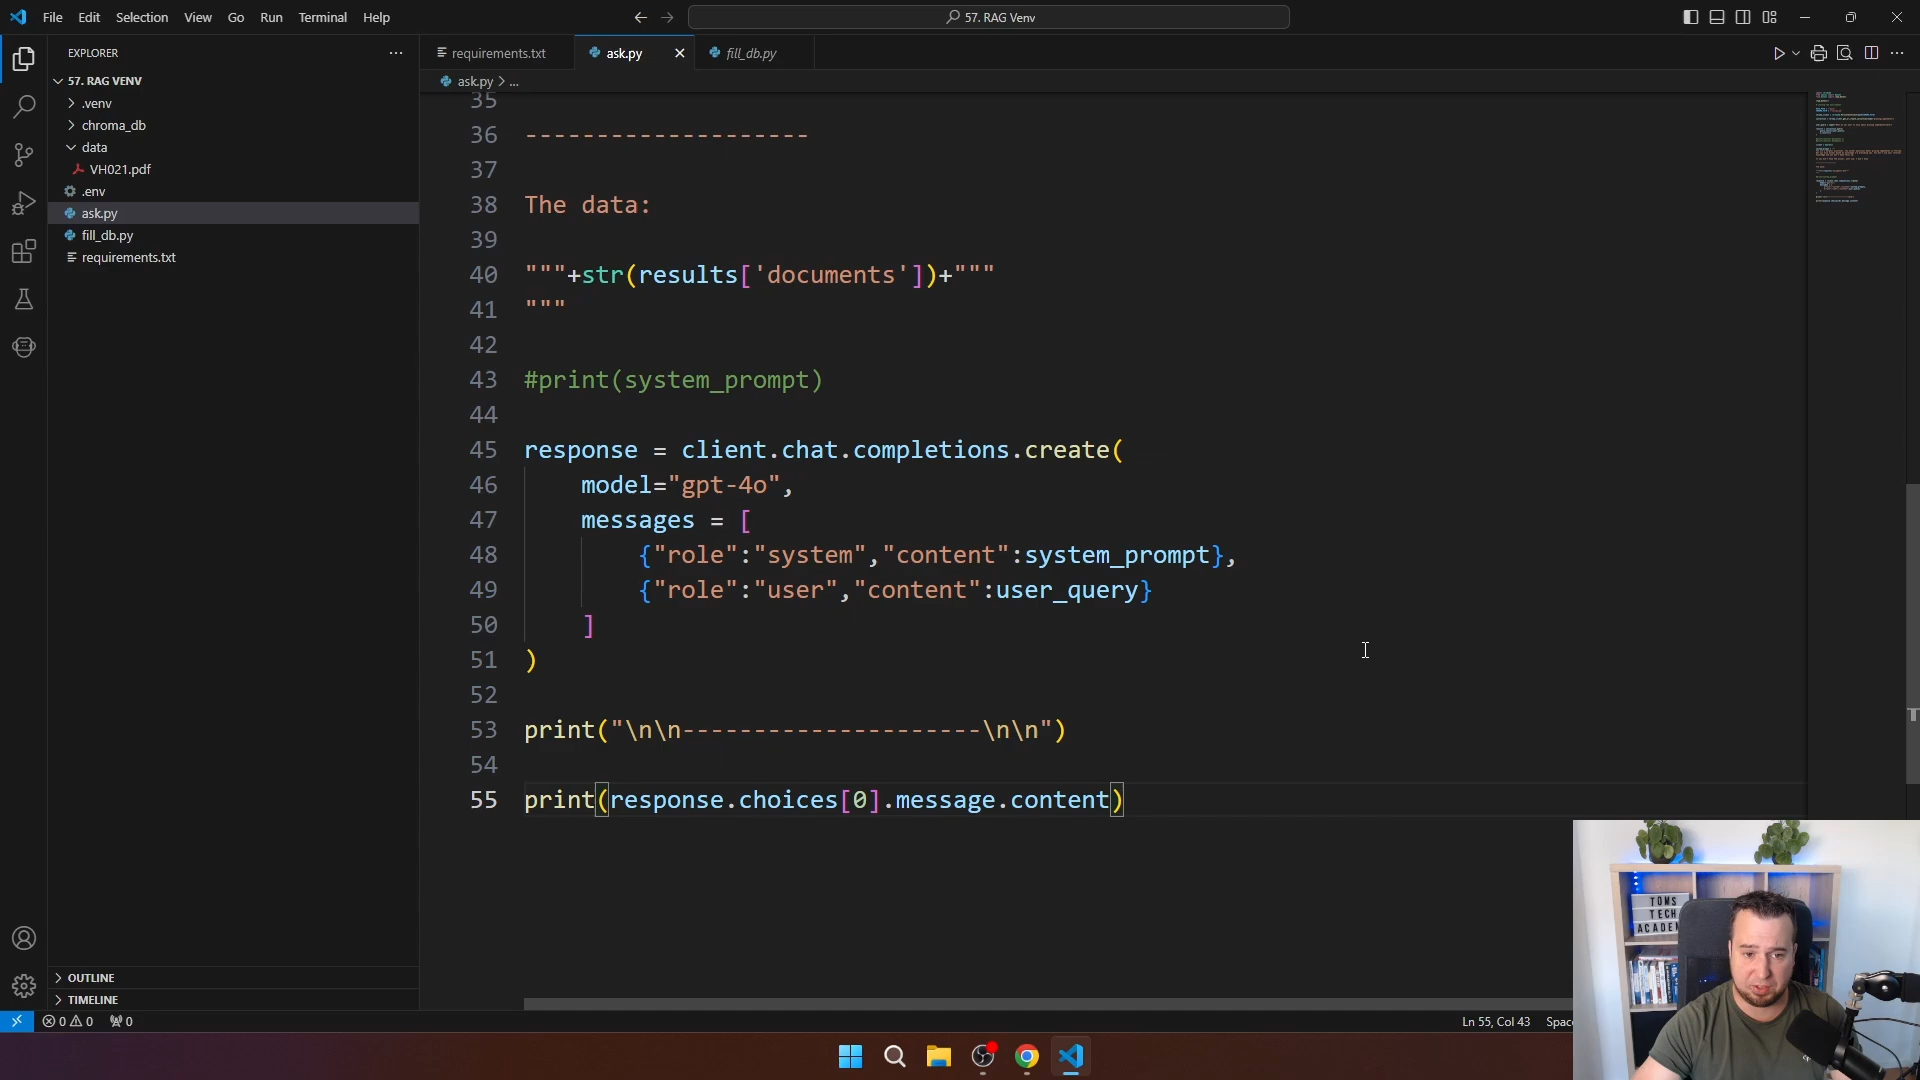 File Edit Selection View Go Run Terminal Help
57. RAG Venv
EXPLORER
57. RAG VENV
.venv
chroma_db
data
VH021.pdf
.env
ask.py
fill_db.py
requirements.txt
OUTLINE
TIMELINE
requirements.txt
ask.py
fill_db.py
ask.py > ...
35
36 --------------------
37
38 The data:
39
40 """+str(results['documents'])+"""
41 """
42
43 #print(system_prompt)
44
45 response = client.chat.completions.create(
46 model="gpt-4o",
47 messages = [
48 {"role":"system","content":system_prompt},
49 {"role":"user","content":user_query}
50 ]
51 )
52
53 print("\n\n---------------------\n\n")
54
55 print(response.choices[0].message.content)
TOMS
TECH
ACADEM
0 0 0
Ln 55, Col 43 Spac